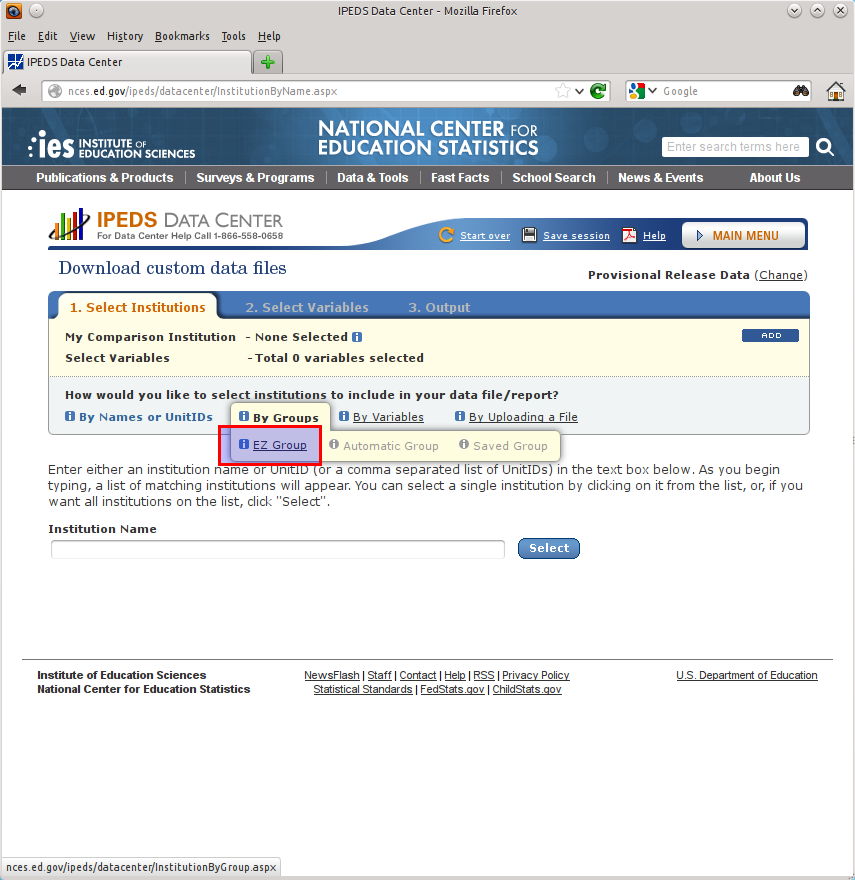 IPEDS Data Center - Mozilla Firefox
File Edit View History Bookmarks Tools Help
IPEDS Data Center
nces.ed.gov/ipeds/datacenter/InstitutionByName.aspx
Google
ies INSTITUTE OF EDUCATION SCIENCES
NATIONAL CENTER FOR
EDUCATION STATISTICS
Enter search terms here
Publications & Products | Surveys & Programs | Data & Tools | Fast Facts | School Search | News & Events About Us
IPEDS DATA CENTER
For Data Center Help Call 1-866-558-0658
Start over Save session Help MAIN MENU
Download custom data files
Provisional Release Data (Change)
1. Select Institutions 2. Select Variables 3. Output
My Comparison Institution - None Selected ADD
Select Variables - Total 0 variables selected
How would you like to select institutions to include in your data file/report?
By Names or UnitIDs By Groups By Variables By Uploading a File
EZ Group Automatic Group Saved Group
Enter either an institution name or UnitID (or a comma separated list of UnitIDs) in the text box below. As you begin
typing, a list of matching institutions will appear. You can select a single institution by clicking on it from the list, or, if you
want all institutions on the list, click "Select".
Institution Name
Select
Institute of Education Sciences
National Center for Education Statistics
NewsFlash | Staff | Contact | Help | RSS | Privacy Policy
Statistical Standards | FedStats.gov | ChildStats.gov
U.S. Department of Education
nces.ed.gov/ipeds/datacenter/InstitutionByGroup.aspx